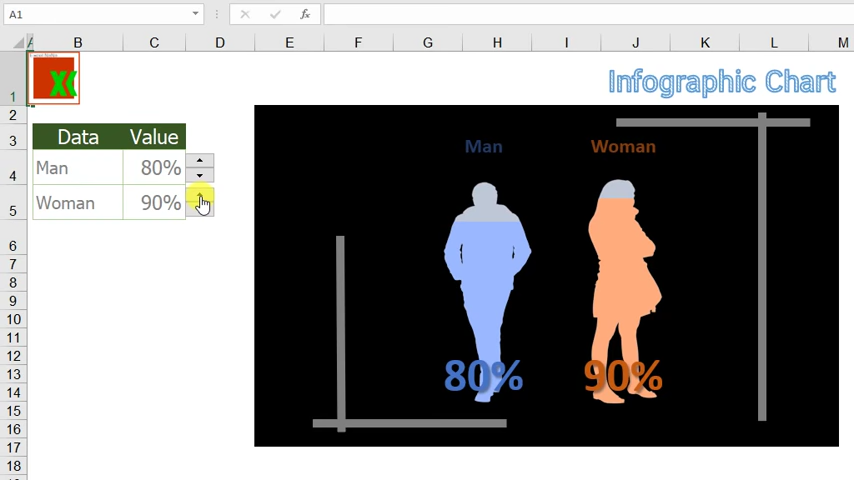 A1
fx
A B C D E F G H I J K L M
1
Infographic Chart
2
3
Data Value
Man Woman
4
Man 80%
5
Woman 90%
6
7
8
9
10
11
12
13
80% 90%
14
15
16
17
18